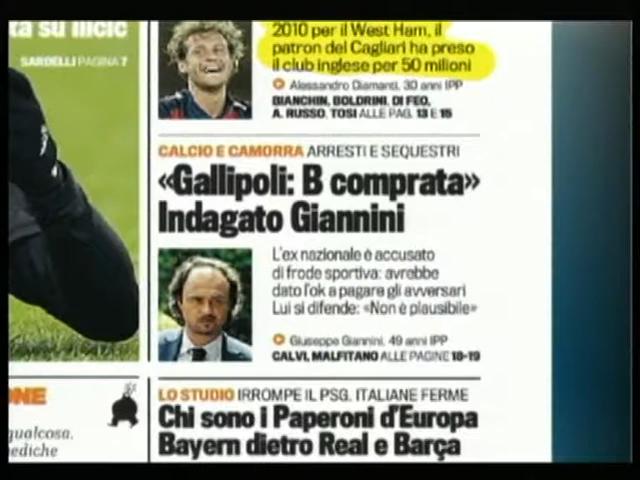 ta su Ilicic
SARDELLI PAGINA 7
2010 per il West Ham, il
patron del Cagliari ha preso
il club inglese per 50 milioni
Alessandro Diamanti, 30 anni IPP
BIANCHIN, BOLDRINI, DI FEO,
A. RUSSO, TOSI ALLE PAG. 13 E 15
CALCIO E CAMORRA ARRESTI E SEQUESTRI
«Gallipoli: B comprata»
Indagato Giannini
L'ex nazionale è accusato
di frode sportiva: avrebbe
dato l'ok a pagare gli avversari
Lui si difende: «Non è plausibile»
Giuseppe Giannini, 49 anni IPP
CALVI, MALFITANO ALLE PAGINE 18-19
ONE
qualcosa.
nediche
LO STUDIO IRROMPE IL PSG, ITALIANE FERME
Chi sono i Paperoni d'Europa
Bayern dietro Real e Barça